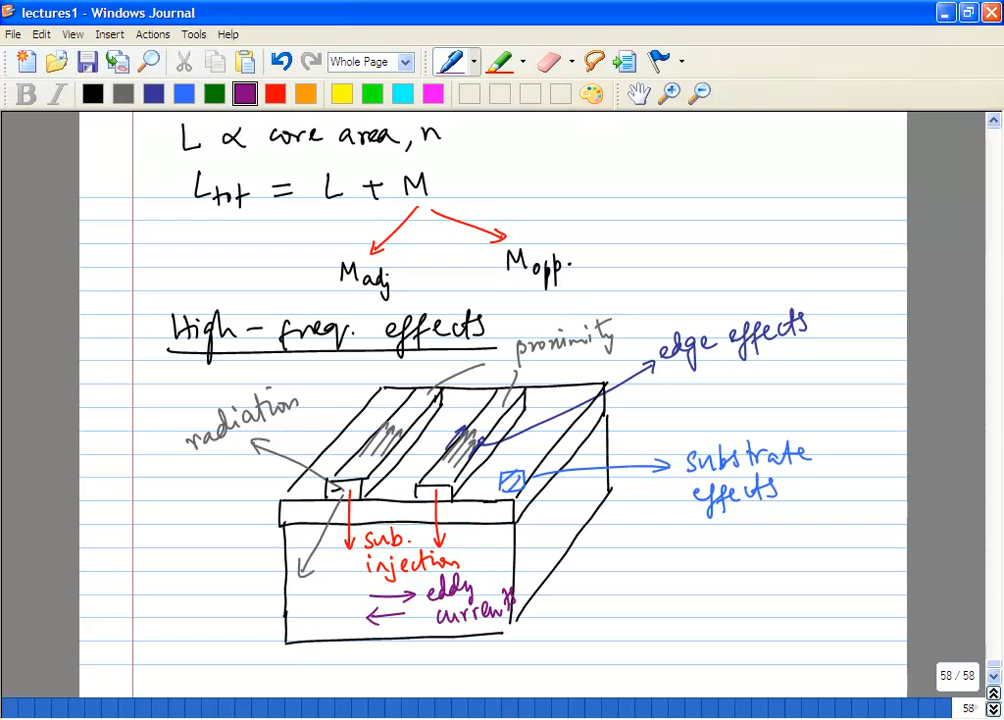 lectures1 - Windows Journal
File Edit View Insert Actions Tools Help
Whole Page
B I
L ∝ core area, n
Ltot = L + M
Madj
Mopp.
High-freq. effects
proximity
edge effects
radiation
substrate
effects
sub.
injection
eddy
currents
58 / 58
58